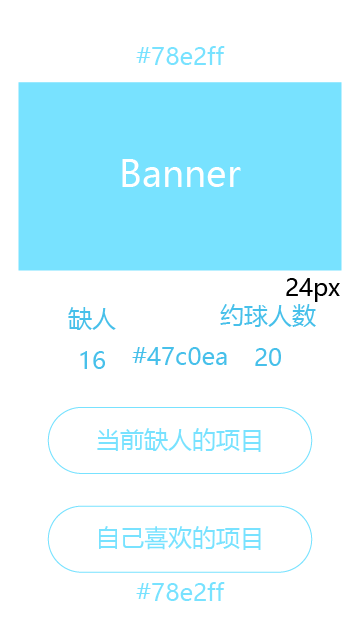 #78e2ff
Banner
24px
缺人 约球人数
16 #47c0ea 20
当前缺人的项目
自己喜欢的项目
#78e2ff